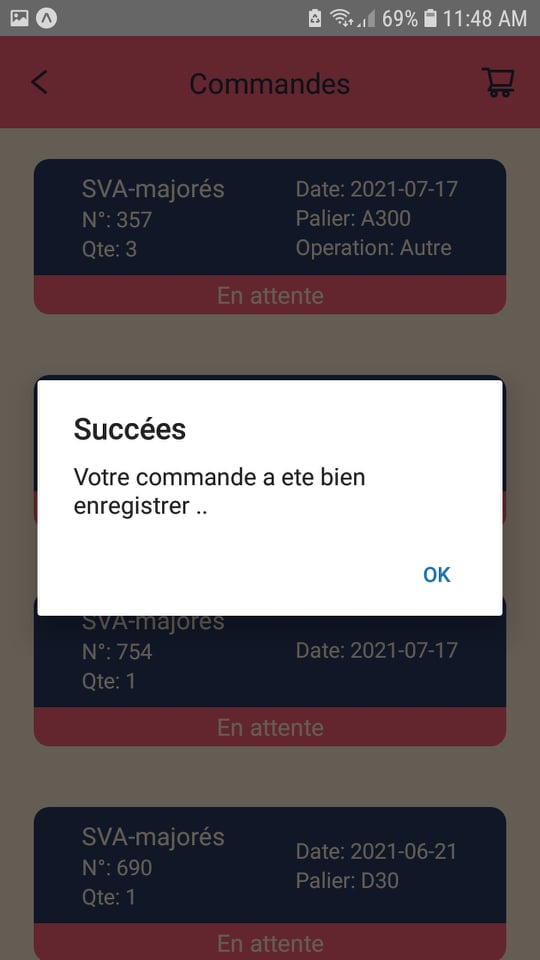 69% 11:48 AM
Commandes
SVA-majorés
N°: 357
Qte: 3
Date: 2021-07-17
Palier: A300
Operation: Autre
En attente
Succées
Votre commande a ete bien
enregistrer ..
OK
SVA-majorés
N°: 754
Qte: 1
Date: 2021-07-17
En attente
SVA-majorés
N°: 690
Qte: 1
Date: 2021-06-21
Palier: D30
En attente